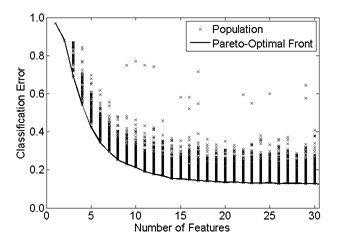 1.0
0.8
0.6
0.4
0.2
0.0
0 5 10 15 20 25 30
Classification Error
Number of Features
Population
Pareto-Optimal Front